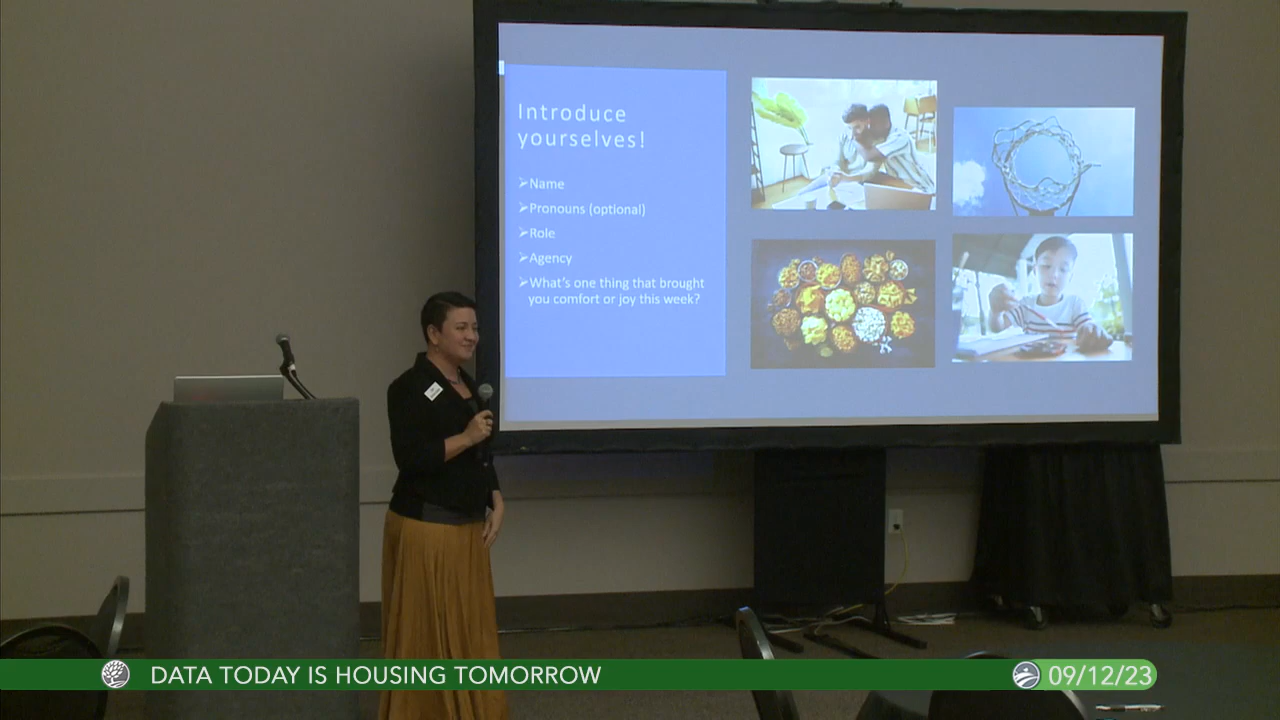 Introduce
yourselves!
➢Name
➢Pronouns (optional)
➢Role
➢Agency
➢What's one thing that brought
you comfort or joy this week?
DATA TODAY IS HOUSING TOMORROW
09/12/23